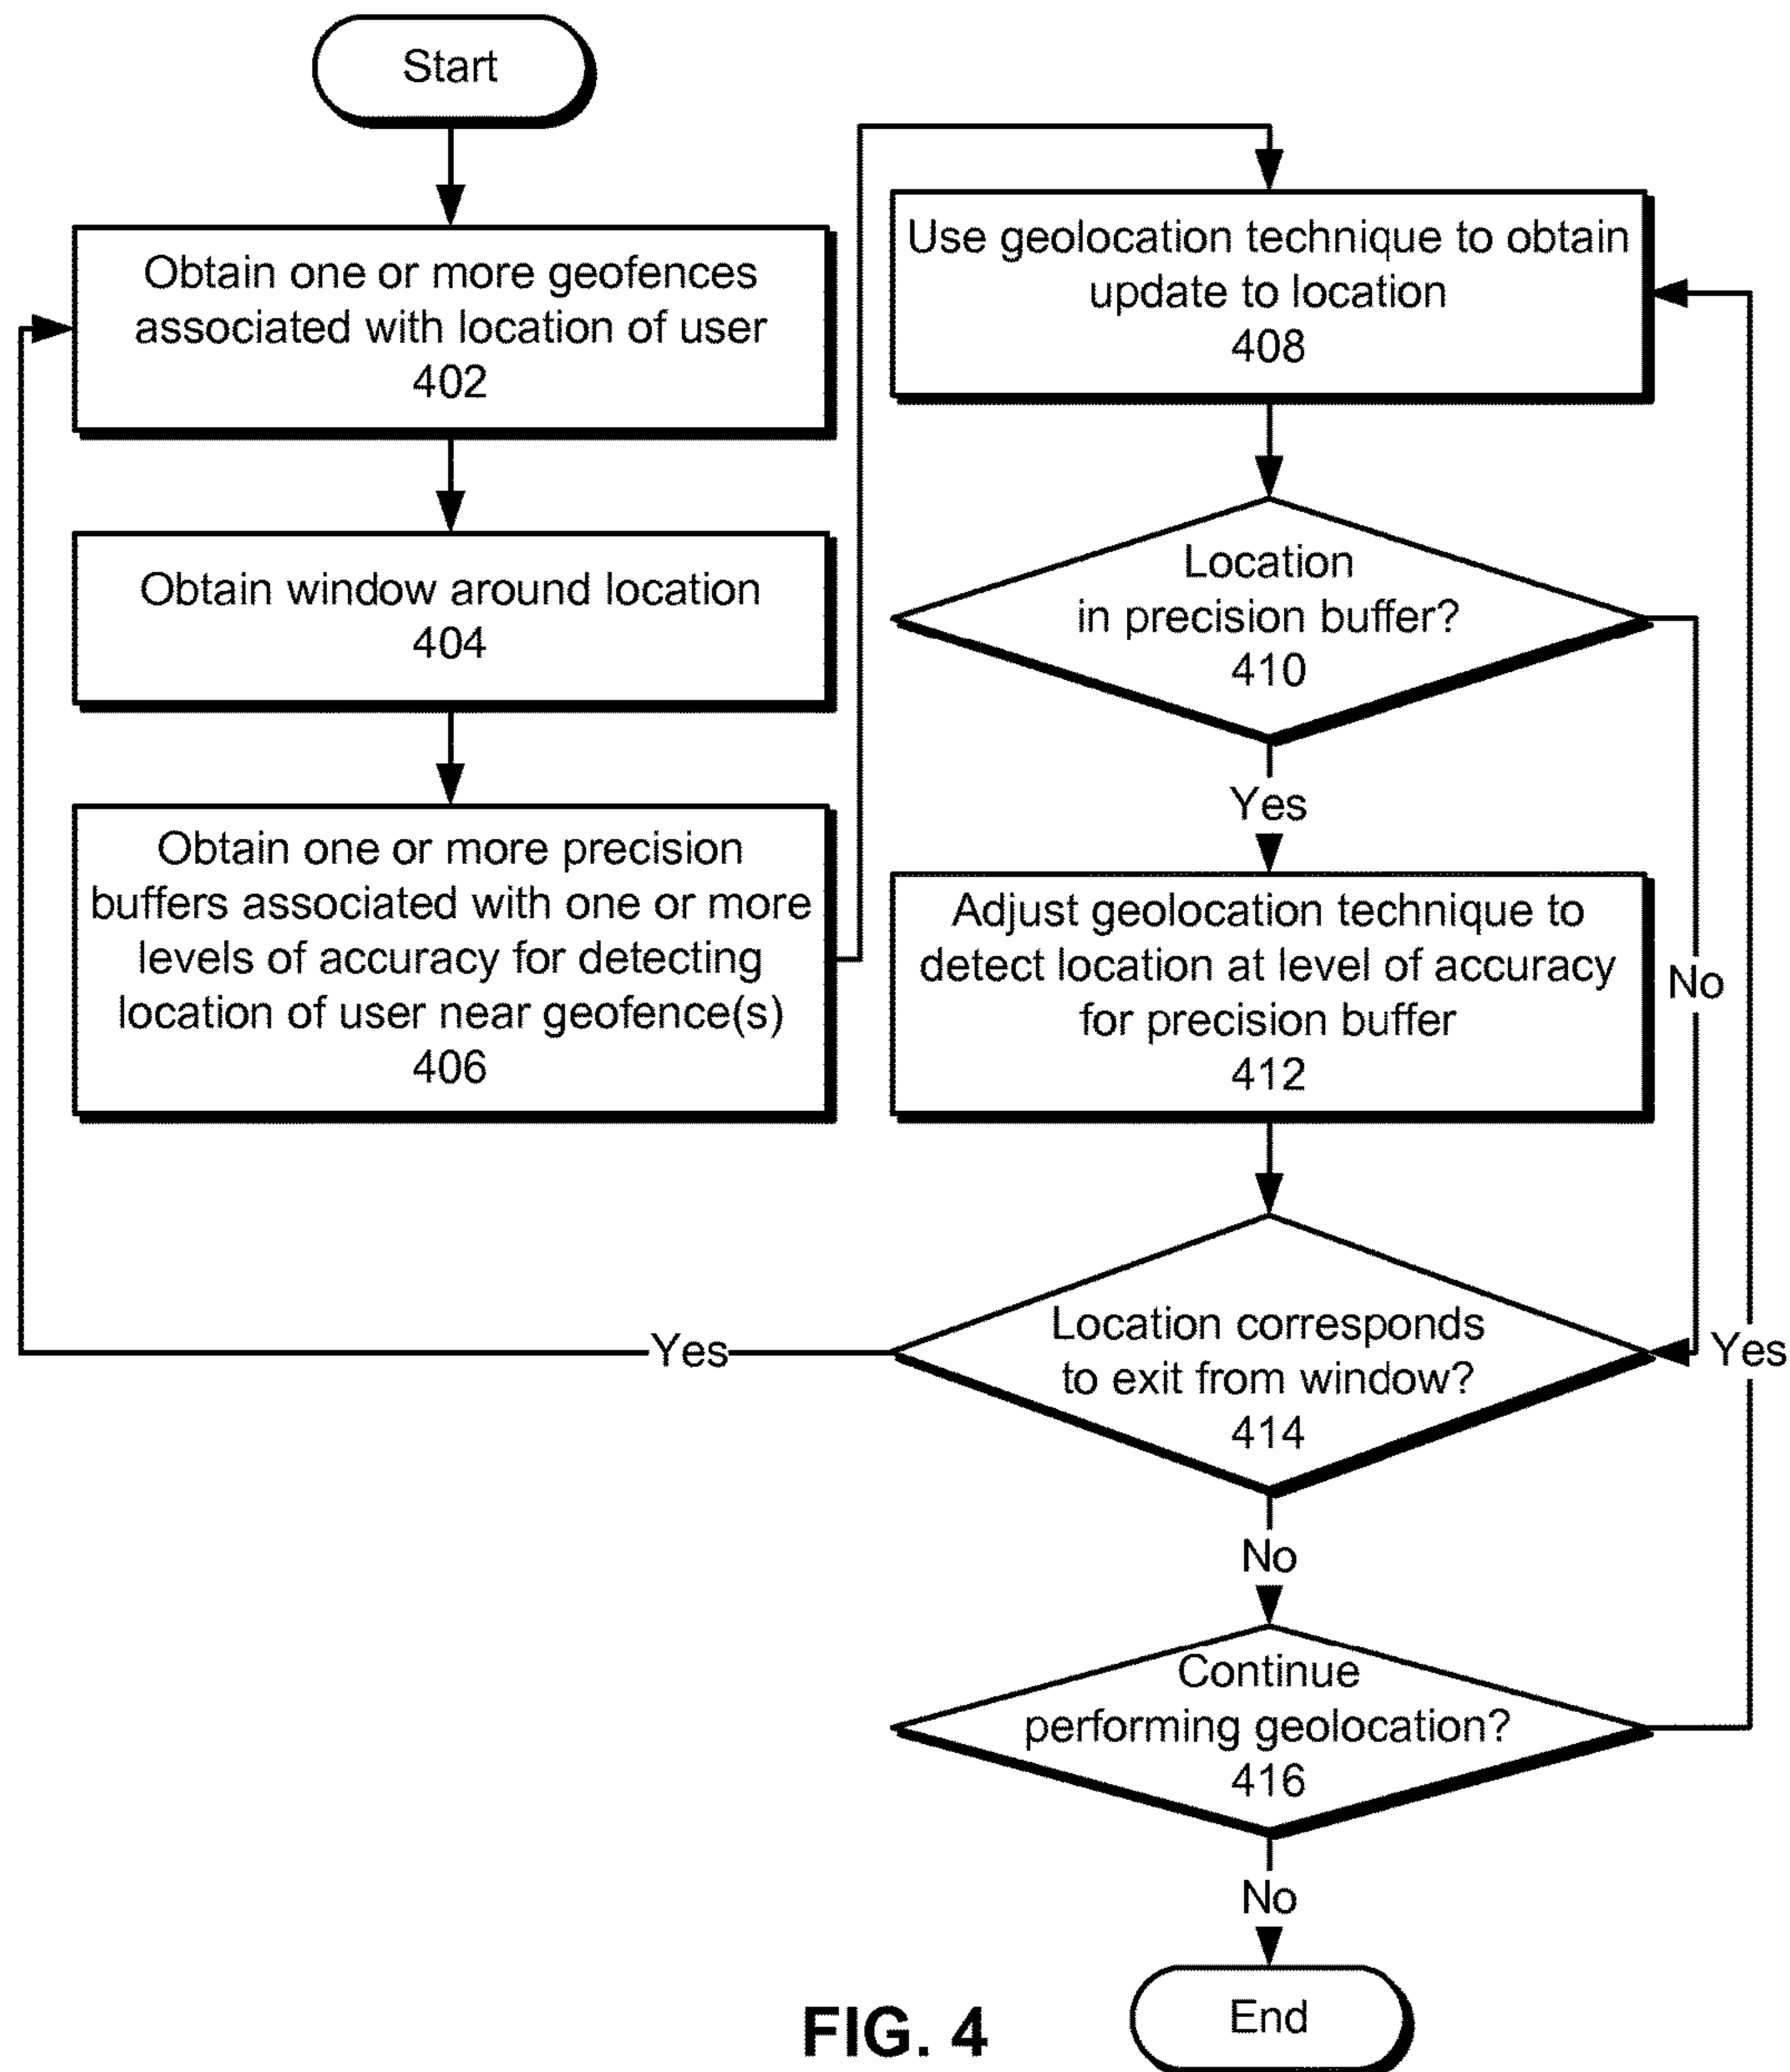 Start
Obtain one or more geofences
associated with location of user
402
Obtain window around location
404
Obtain one or more precision
buffers associated with one or more
levels of accuracy for detecting
location of user near geofence(s)
406
Use geolocation technique to obtain
update to location
408
Location
in precision buffer?
410
Yes
No
Adjust geolocation technique to
detect location at level of accuracy
for precision buffer
412
Location corresponds
to exit from window?
414
Yes
Yes
No
Continue
performing geolocation?
416
No
End
FIG. 4